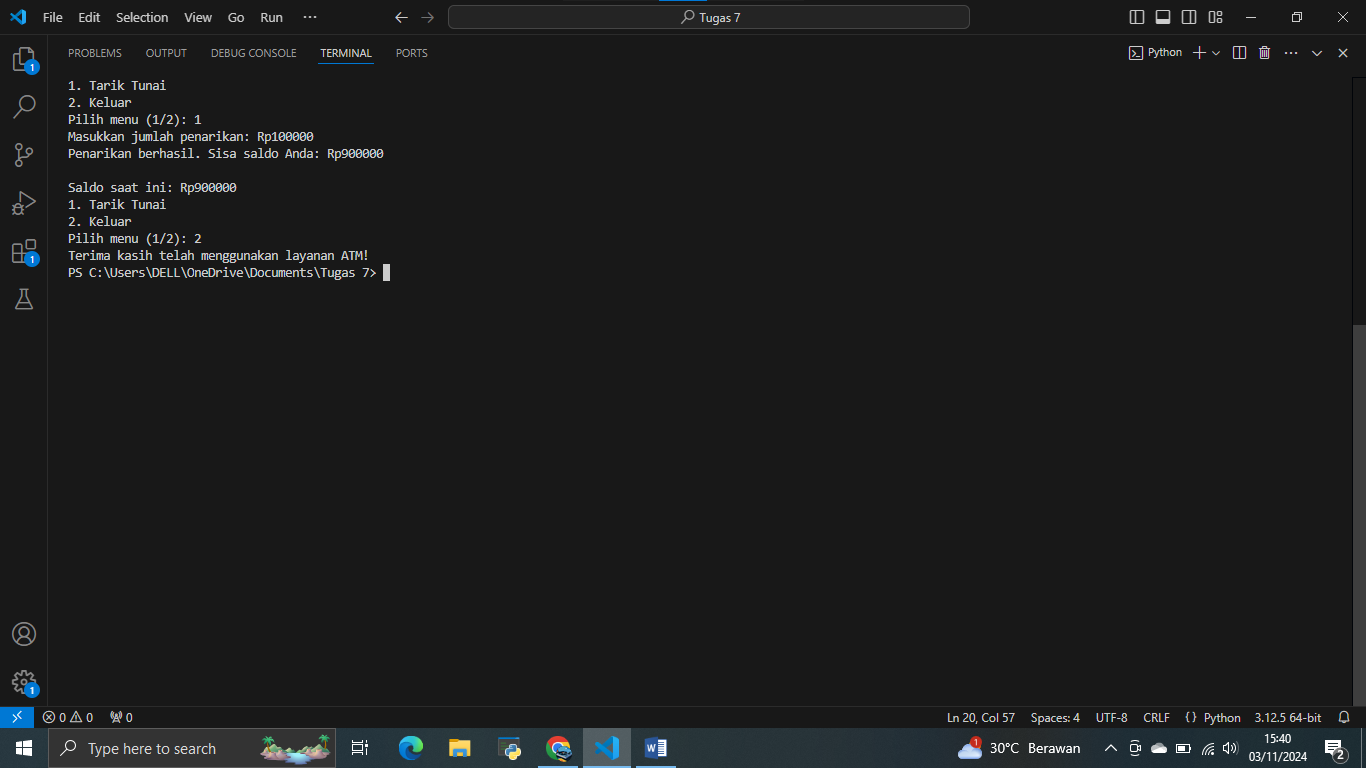 File Edit Selection View Go Run ···
Tugas 7
PROBLEMS OUTPUT DEBUG CONSOLE TERMINAL PORTS
Python
1. Tarik Tunai
2. Keluar
Pilih menu (1/2): 1
Masukkan jumlah penarikan: Rp100000
Penarikan berhasil. Sisa saldo Anda: Rp900000
Saldo saat ini: Rp900000
1. Tarik Tunai
2. Keluar
Pilih menu (1/2): 2
Terima kasih telah menggunakan layanan ATM!
PS C:\Users\DELL\OneDrive\Documents\Tugas 7>
1
1
1
0 0 0
Ln 20, Col 57 Spaces: 4 UTF-8 CRLF {} Python 3.12.5 64-bit
Type here to search
1
30°C Berawan
15:40
03/11/2024
2